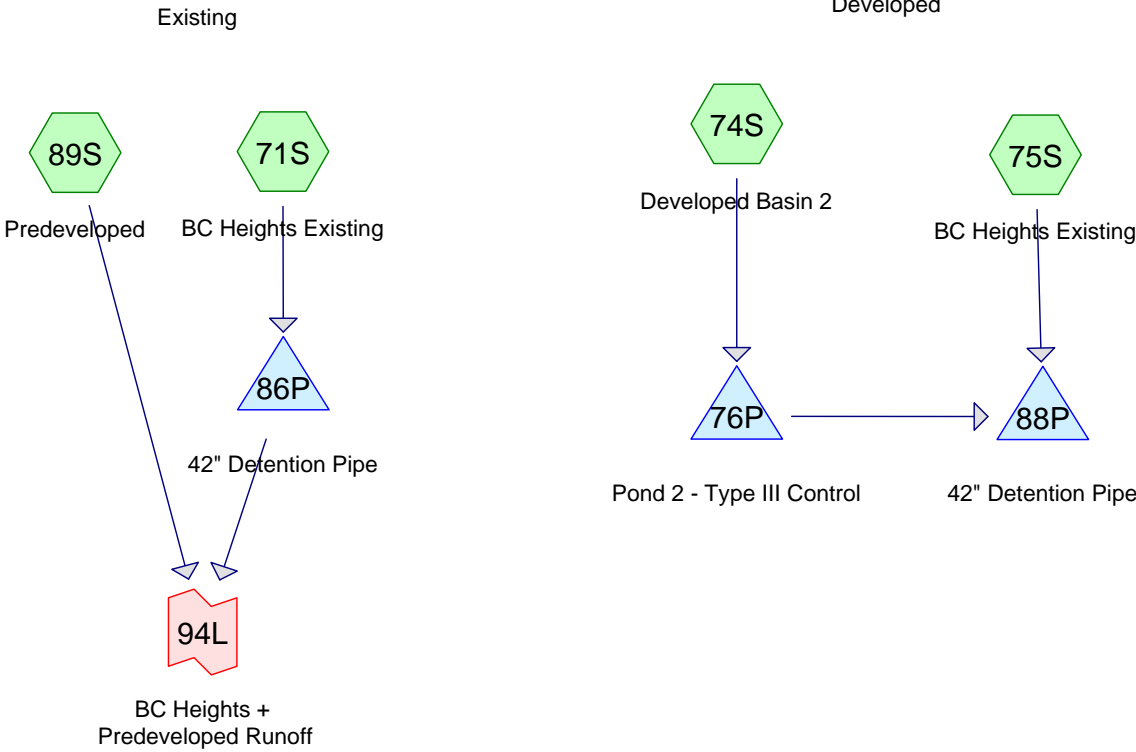 Existing
89S
71S
Predeveloped
BC Heights Existing
86P
42" Detention Pipe
94L
BC Heights +
Predeveloped Runoff
Developed
74S
75S
Developed Basin 2
BC Heights Existing
76P
88P
Pond 2 - Type III Control
42" Detention Pipe